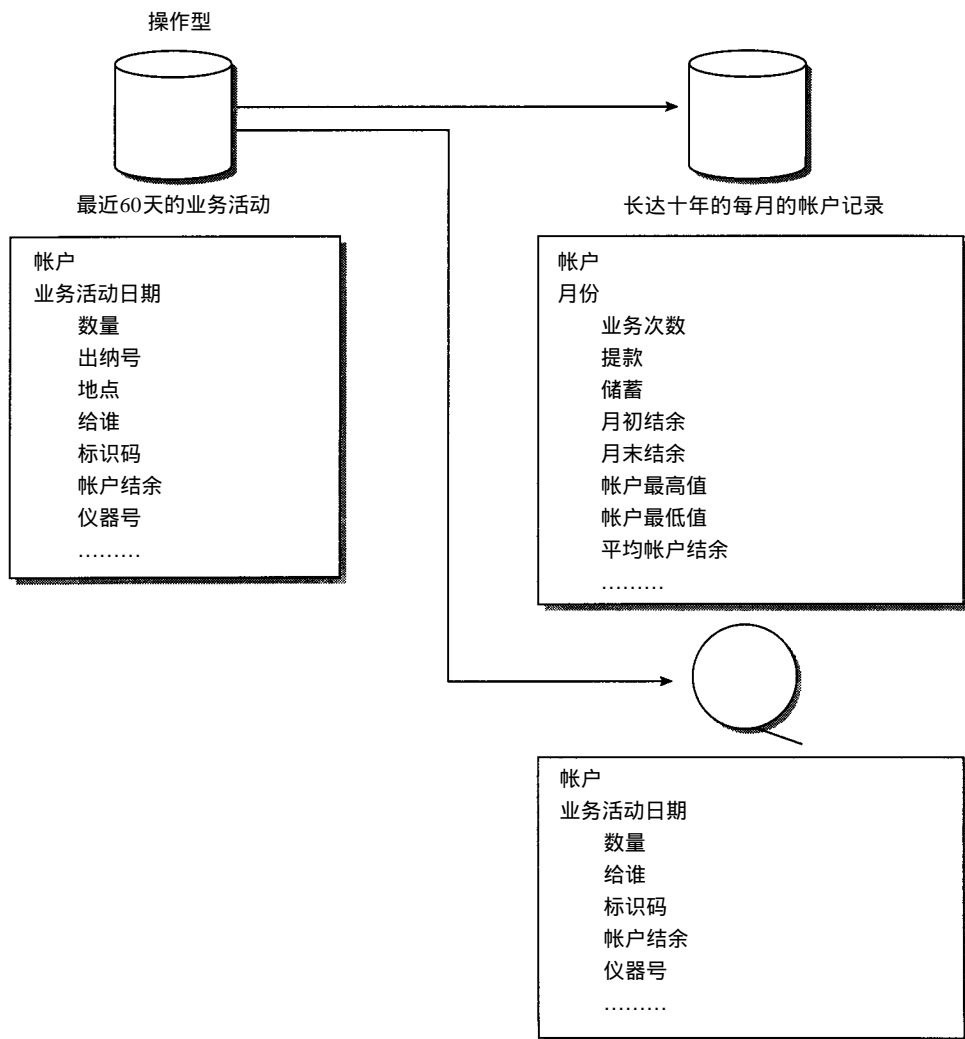 操作型
最近60天的业务活动
帐户
业务活动日期
数量
出纳号
地点
给谁
标识码
帐户结余
仪器号
………
长达十年的每月的帐户记录
帐户
月份
业务次数
提款
储蓄
月初结余
月末结余
帐户最高值
帐户最低值
平均帐户结余
………
帐户
业务活动日期
数量
给谁
标识码
帐户结余
仪器号
………